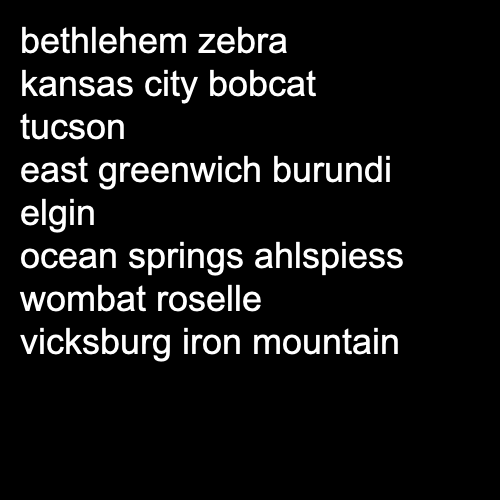 bethlehem zebra
kansas city bobcat
tucson
east greenwich burundi
elgin
ocean springs ahlspiess
wombat roselle
vicksburg iron mountain